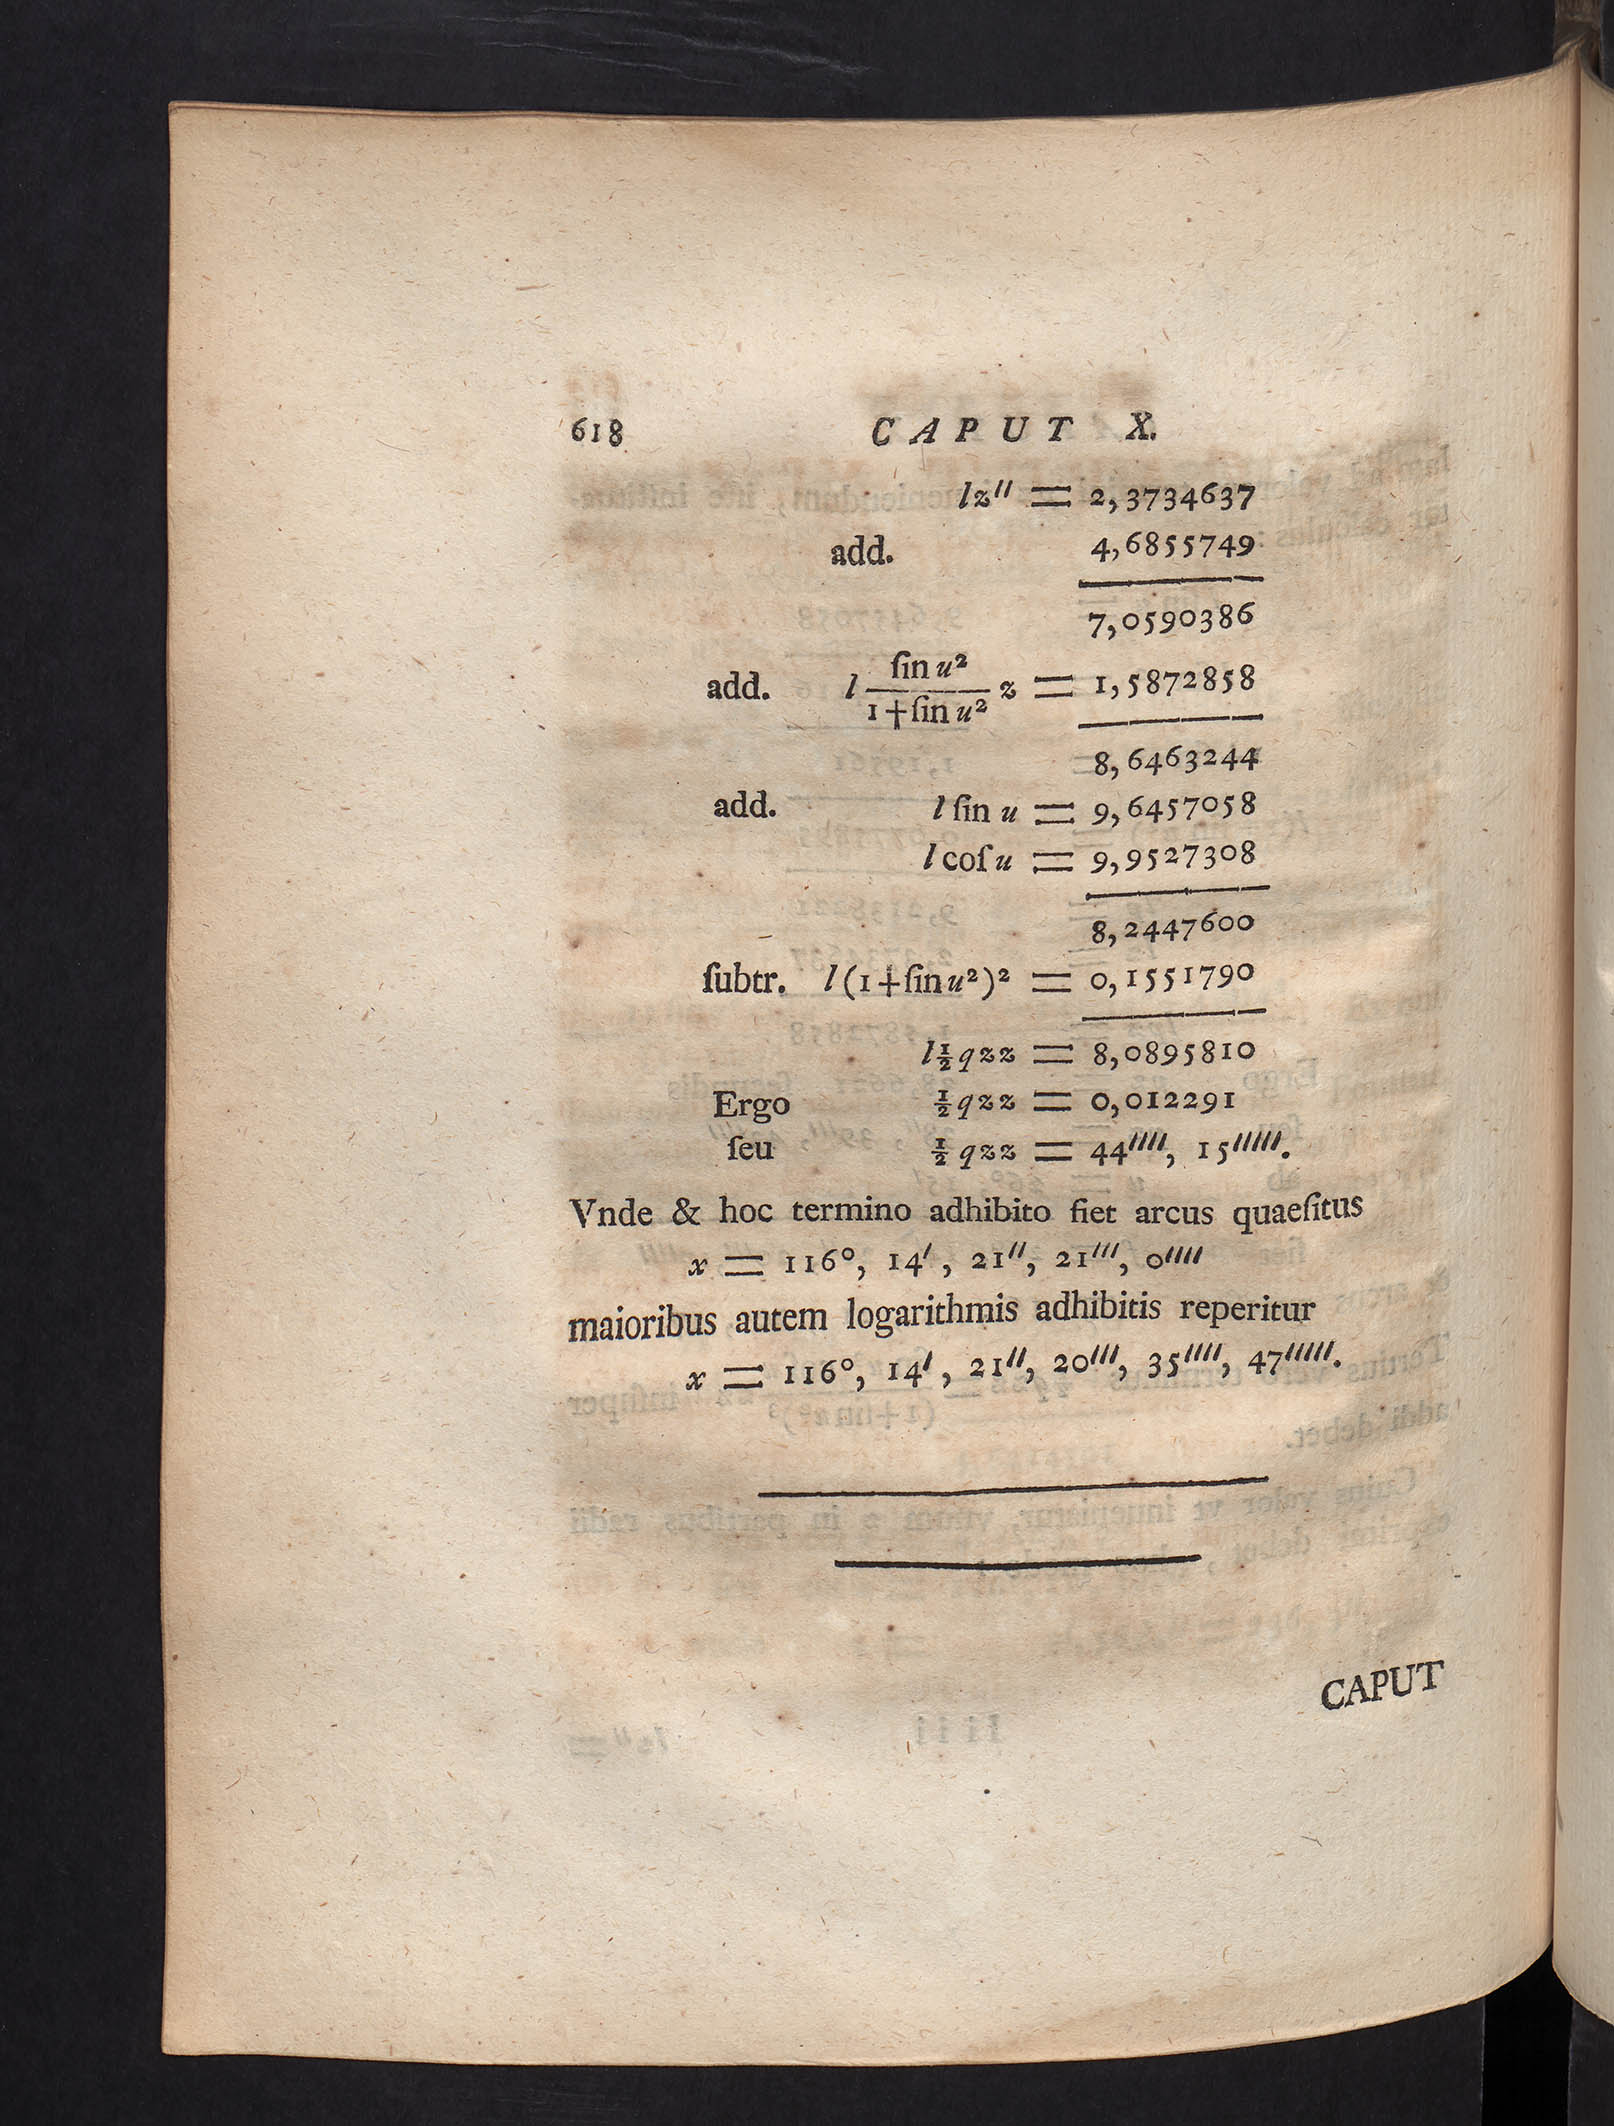 618 CAPUT X.
lz′′ = 2,3734637
add. 4,6855749
7,0590386
add. l ſin u² / 1+ſin u² z = 1,5872858
8,6463244
add. l ſin u = 9,6457058
l coſ u = 9,9527308
8,2447600
ſubtr. l(1+ſin u²)² = 0,1551790
l½qzz = 8,0895810
Ergo ½qzz = 0,012291
ſeu ½qzz = 44′′′′, 15′′′′′.
Vnde & hoc termino adhibito fiet arcus quaeſitus
x = 116°, 14′, 21′′, 21′′′, 0′′′′
maioribus autem logarithmis adhibitis reperitur
x = 116°, 14′, 21′′, 20′′′, 35′′′′, 47′′′′′.
CAPUT